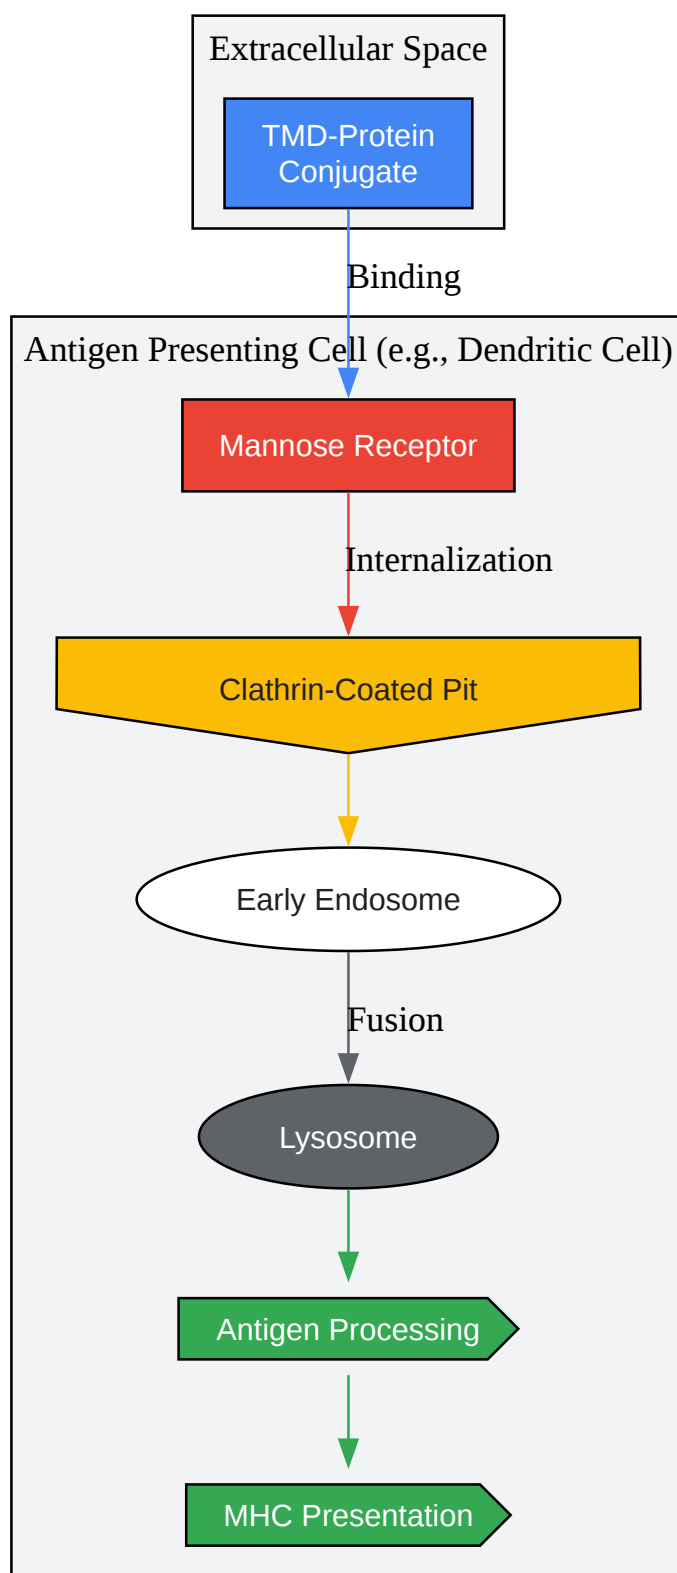 Extracellular Space
TMD-Protein
Conjugate
Binding
Antigen Presenting Cell (e.g., Dendritic Cell)
Mannose Receptor
Internalization
Clathrin-Coated Pit
Early Endosome
Fusion
Lysosome
Antigen Processing
MHC Presentation